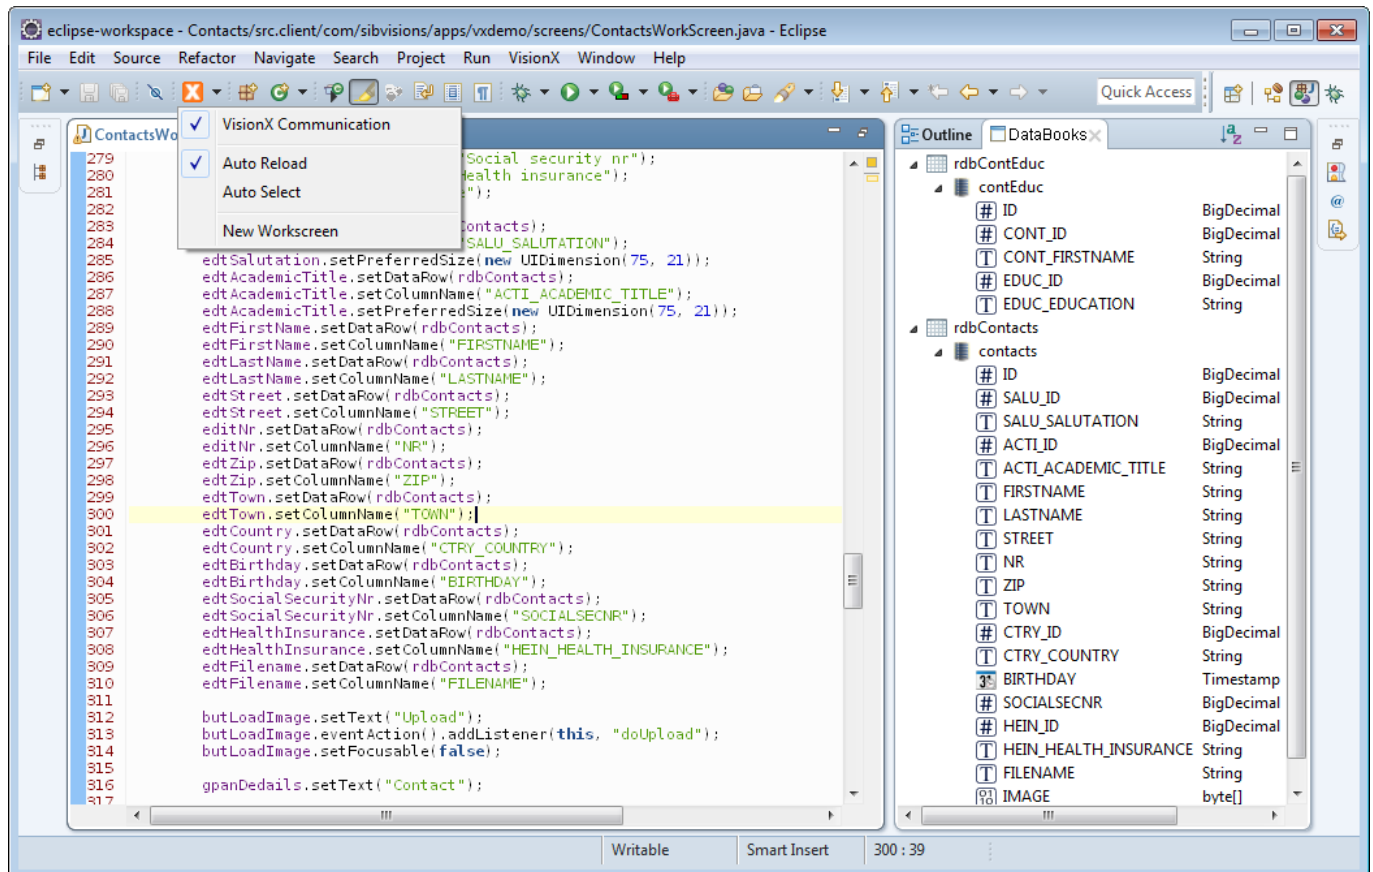 eclipse-workspace - Contacts/src.client/com/sibvisions/apps/vxdemo/screens/ContactsWorkScreen.java - Eclipse
File Edit Source Refactor Navigate Search Project Run VisionX Window Help
Quick Access
ContactsWo
VisionX Communication
Auto Reload
Auto Select
New Workscreen
279 "Social security nr");
280 Health insurance");
281 ");
282
283 ontacts);
284 "SALU_SALUTATION");
285 edtSalutation.setPreferredSize(new UIDimension(75, 21));
286 edtAcademicTitle.setDataRow(rdbContacts);
287 edtAcademicTitle.setColumnName("ACTI_ACADEMIC_TITLE");
288 edtAcademicTitle.setPreferredSize(new UIDimension(75, 21));
289 edtFirstName.setDataRow(rdbContacts);
290 edtFirstName.setColumnName("FIRSTNAME");
291 edtLastName.setDataRow(rdbContacts);
292 edtLastName.setColumnName("LASTNAME");
293 edtStreet.setDataRow(rdbContacts);
294 edtStreet.setColumnName("STREET");
295 editNr.setDataRow(rdbContacts);
296 editNr.setColumnName("NR");
297 edtZip.setDataRow(rdbContacts);
298 edtZip.setColumnName("ZIP");
299 edtTown.setDataRow(rdbContacts);
300 edtTown.setColumnName("TOWN");
301 edtCountry.setDataRow(rdbContacts);
302 edtCountry.setColumnName("CTRY_COUNTRY");
303 edtBirthday.setDataRow(rdbContacts);
304 edtBirthday.setColumnName("BIRTHDAY");
305 edtSocialSecurityNr.setDataRow(rdbContacts);
306 edtSocialSecurityNr.setColumnName("SOCIALSECNR");
307 edtHealthInsurance.setDataRow(rdbContacts);
308 edtHealthInsurance.setColumnName("HEIN_HEALTH_INSURANCE");
309 edtFilename.setDataRow(rdbContacts);
310 edtFilename.setColumnName("FILENAME");
311
312 butLoadImage.setText("Upload");
313 butLoadImage.eventAction().addListener(this, "doUpload");
314 butLoadImage.setFocusable(false);
315
316 gpanDedails.setText("Contact");
317
Outline DataBooks
rdbContEduc
contEduc
# ID BigDecimal
# CONT_ID BigDecimal
T CONT_FIRSTNAME String
# EDUC_ID BigDecimal
T EDUC_EDUCATION String
rdbContacts
contacts
# ID BigDecimal
# SALU_ID BigDecimal
T SALU_SALUTATION String
# ACTI_ID BigDecimal
T ACTI_ACADEMIC_TITLE String
T FIRSTNAME String
T LASTNAME String
T STREET String
T NR String
T ZIP String
T TOWN String
# CTRY_ID BigDecimal
T CTRY_COUNTRY String
BIRTHDAY Timestamp
# SOCIALSECNR BigDecimal
# HEIN_ID BigDecimal
T HEIN_HEALTH_INSURANCE String
T FILENAME String
IMAGE byte[]
Writable Smart Insert 300 : 39